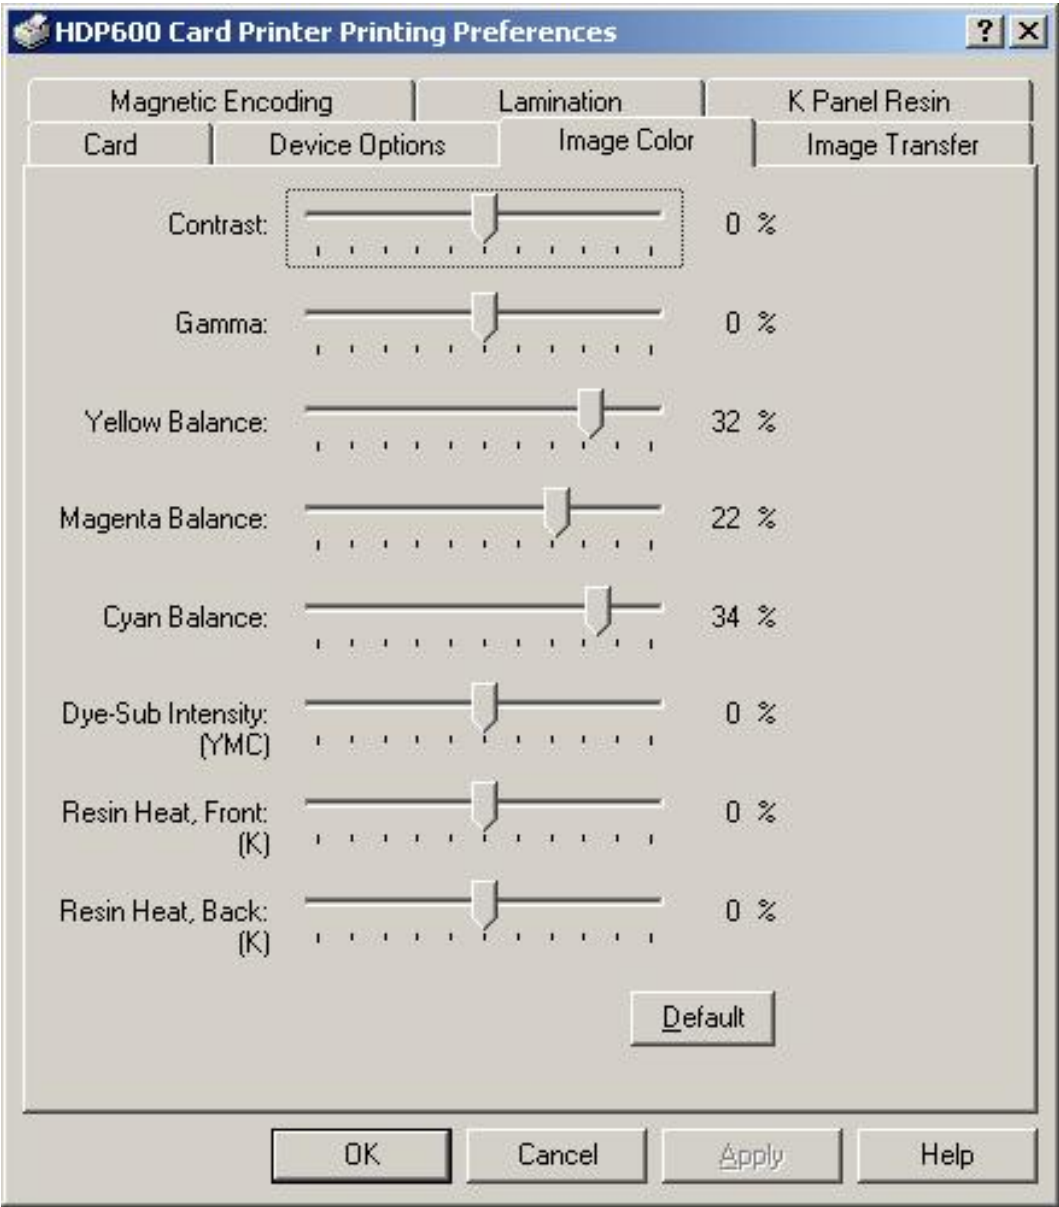 HDP600 Card Printer Printing Preferences
Magnetic Encoding Lamination K Panel Resin
Card Device Options Image Color Image Transfer
Contrast: 0 %
Gamma: 0 %
Yellow Balance: 32 %
Magenta Balance: 22 %
Cyan Balance: 34 %
Dye-Sub Intensity: 0 %
(YMC)
Resin Heat, Front: 0 %
(K)
Resin Heat, Back: 0 %
(K)
Default
OK Cancel Apply Help